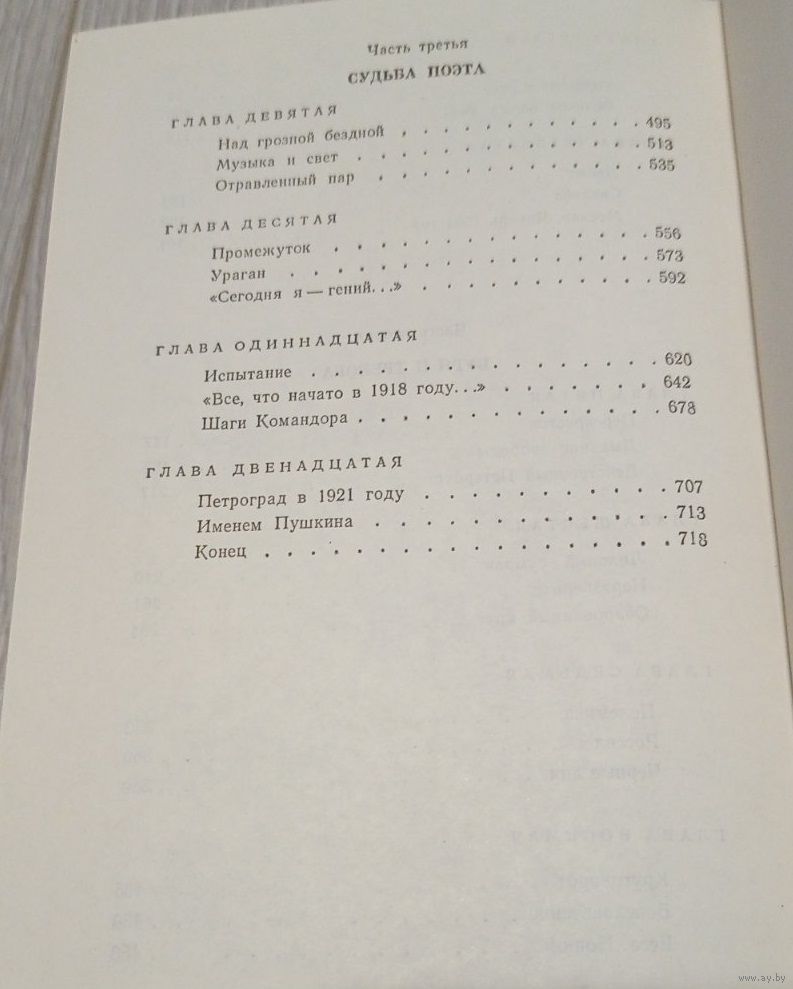 Часть третья
СУДЬБА ПОЭТА
ГЛАВА ДЕВЯТАЯ
Над грозной бездной . . . . . . . . . . . . 495
Музыка и свет . . . . . . . . . . . . . . 513
Отравленный пар . . . . . . . . . . . . . 535
ГЛАВА ДЕСЯТАЯ
Промежуток . . . . . . . . . . . . . . . 556
Ураган . . . . . . . . . . . . . . . . 573
«Сегодня я — гений. . .» . . . . . . . . . . . 592
ГЛАВА ОДИННАДЦАТАЯ
Испытание . . . . . . . . . . . . . . . 620
«Все, что начато в 1918 году. . .» . . . . . . . 642
Шаги Командора . . . . . . . . . . . . . 678
ГЛАВА ДВЕНАДЦАТАЯ
Петроград в 1921 году . . . . . . . . . . . 707
Именем Пушкина . . . . . . . . . . . . . 713
Конец . . . . . . . . . . . . . . . . . 718
www.ay.by